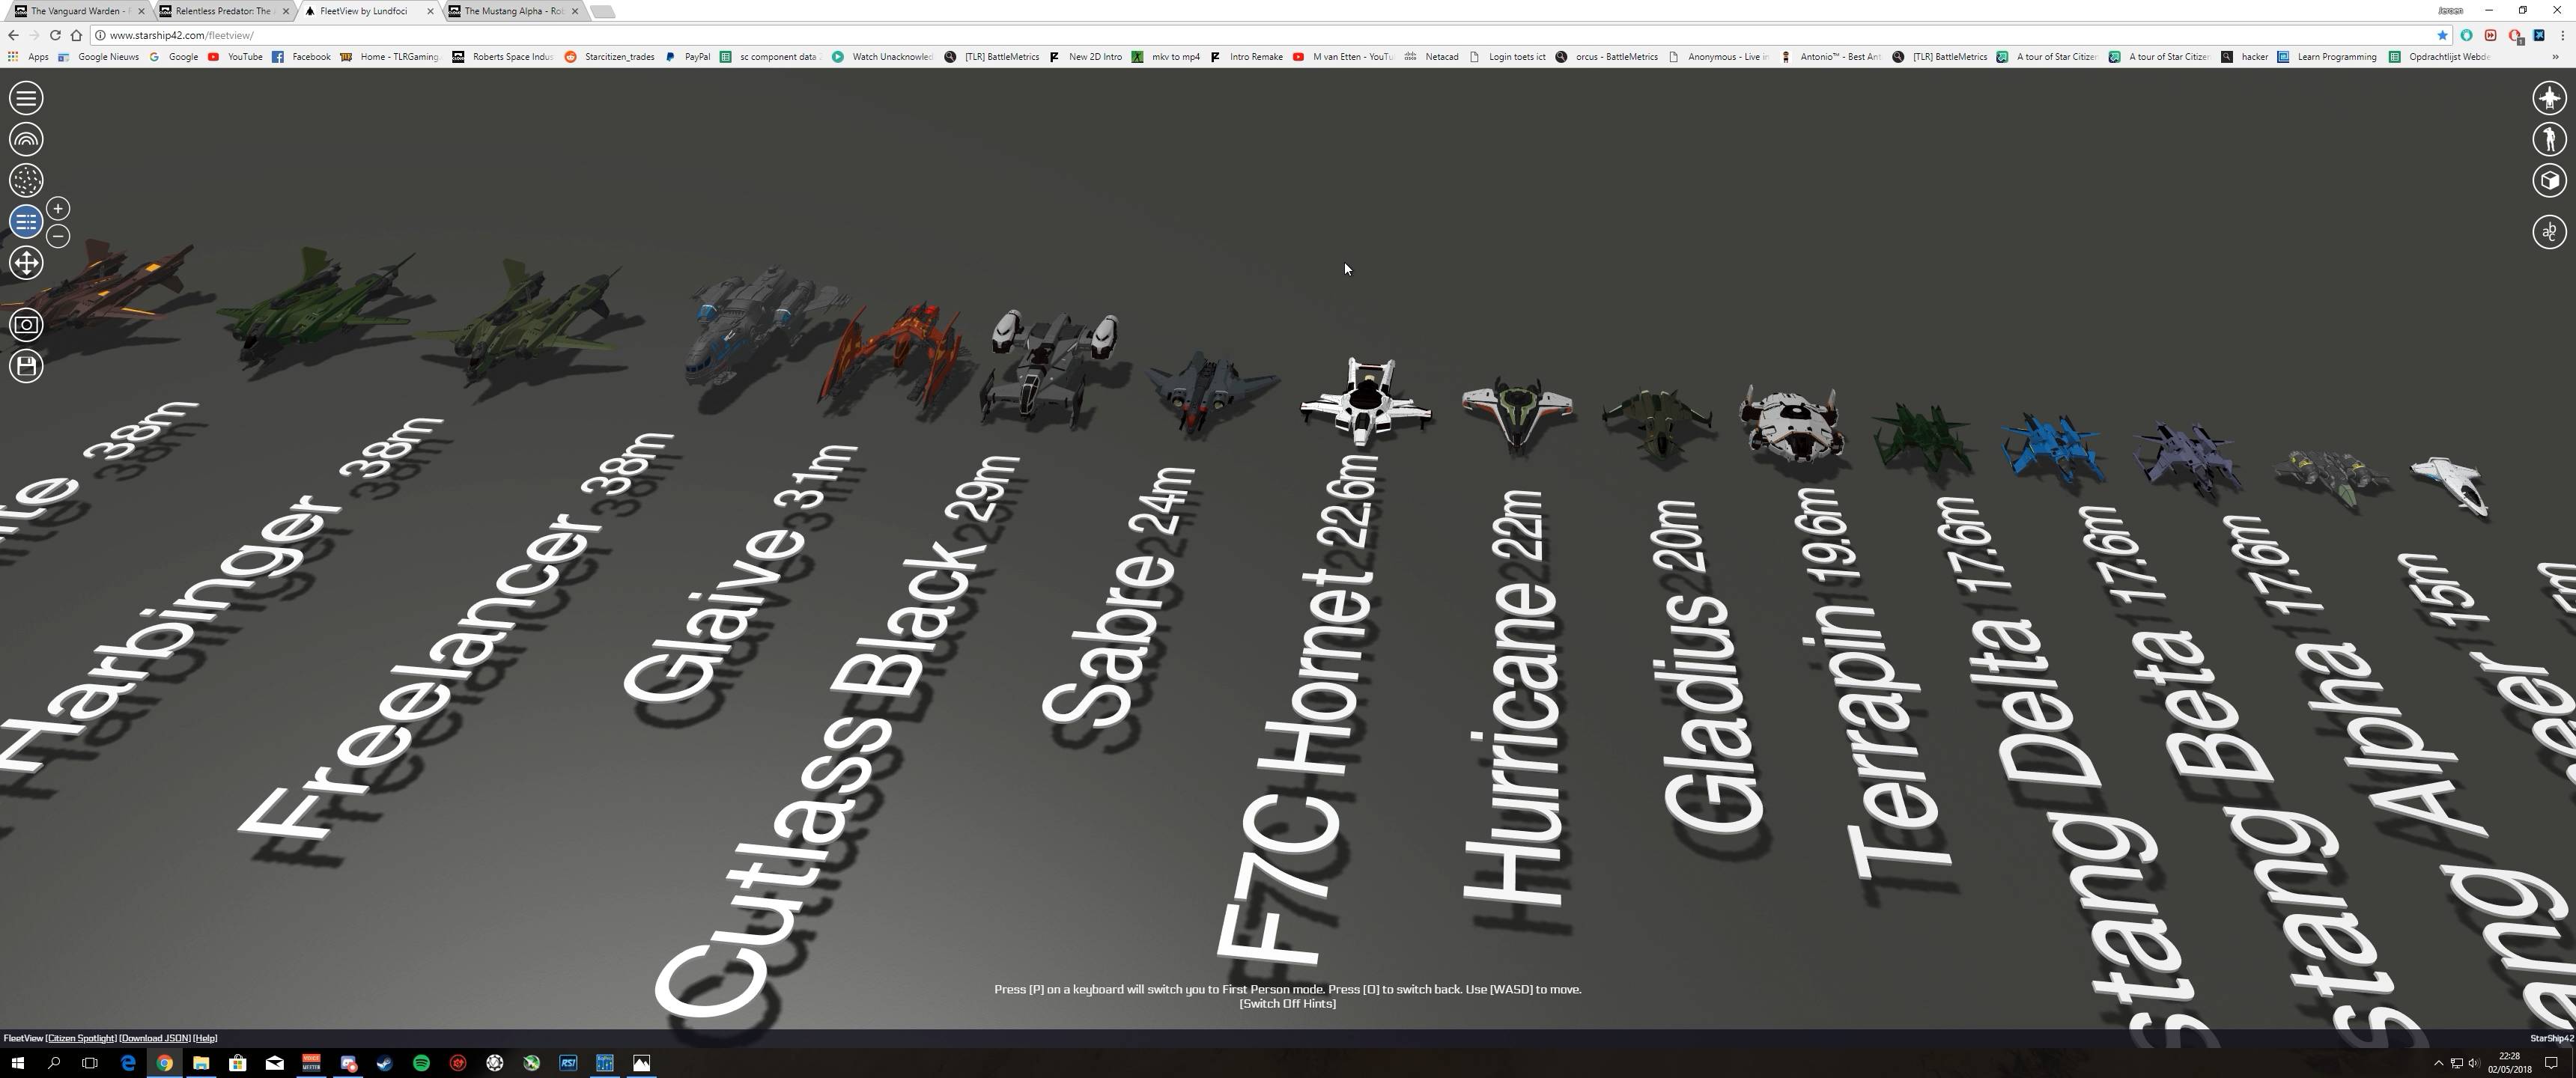 The Vanguard Warden - R
Relentless Predator: The A
FleetView by Lundfoci
The Mustang Alpha - Rob
Jeroen
www.starship42.com/fleetview/
Apps
Google Nieuws
Google
YouTube
Facebook
Home - TLRGaming
Roberts Space Indus
Starcitizen_trades
PayPal
sc component data
Watch Unacknowled
[TLR] BattleMetrics
New 2D Intro
mkv to mp4
Intro Remake
M van Etten - YouTu
Netacad
Login toets ict
orcus - BattleMetrics
Anonymous - Live in
Antonio™ - Best Ant
[TLR] BattleMetrics
A tour of Star Citizen
A tour of Star Citizen
hacker
Learn Programming
Opdrachtlijst Webde
»
abc
38m
Harbinger 38m
Freelancer 38m
Glaive 31m
Cutlass Black 29m
Sabre 24m
F7C Hornet 22.6m
Hurricane 22m
Gladius 20m
Terrapin 19.6m
stang Delta 17.6m
stang Beta 17.6m
ang Alpha 17.6m
er 15m
Press [P] on a keyboard will switch you to First Person mode. Press [O] to switch back. Use [WASD] to move.
[Switch Off Hints]
FleetView [Citizen Spotlight] [Download JSON] [Help]
StarShip42
RSI
22:28
02/05/2018